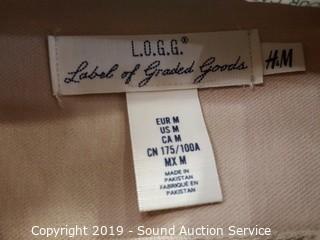 L.O.G.G.®
Label of Graded Goods
H&M
EUR M
US M
CA M
CN 175/100A
MX M
MADE IN
PAKISTAN
FABRIQUÉ EN
PAKISTAN
Copyright 2019 - Sound Auction Service